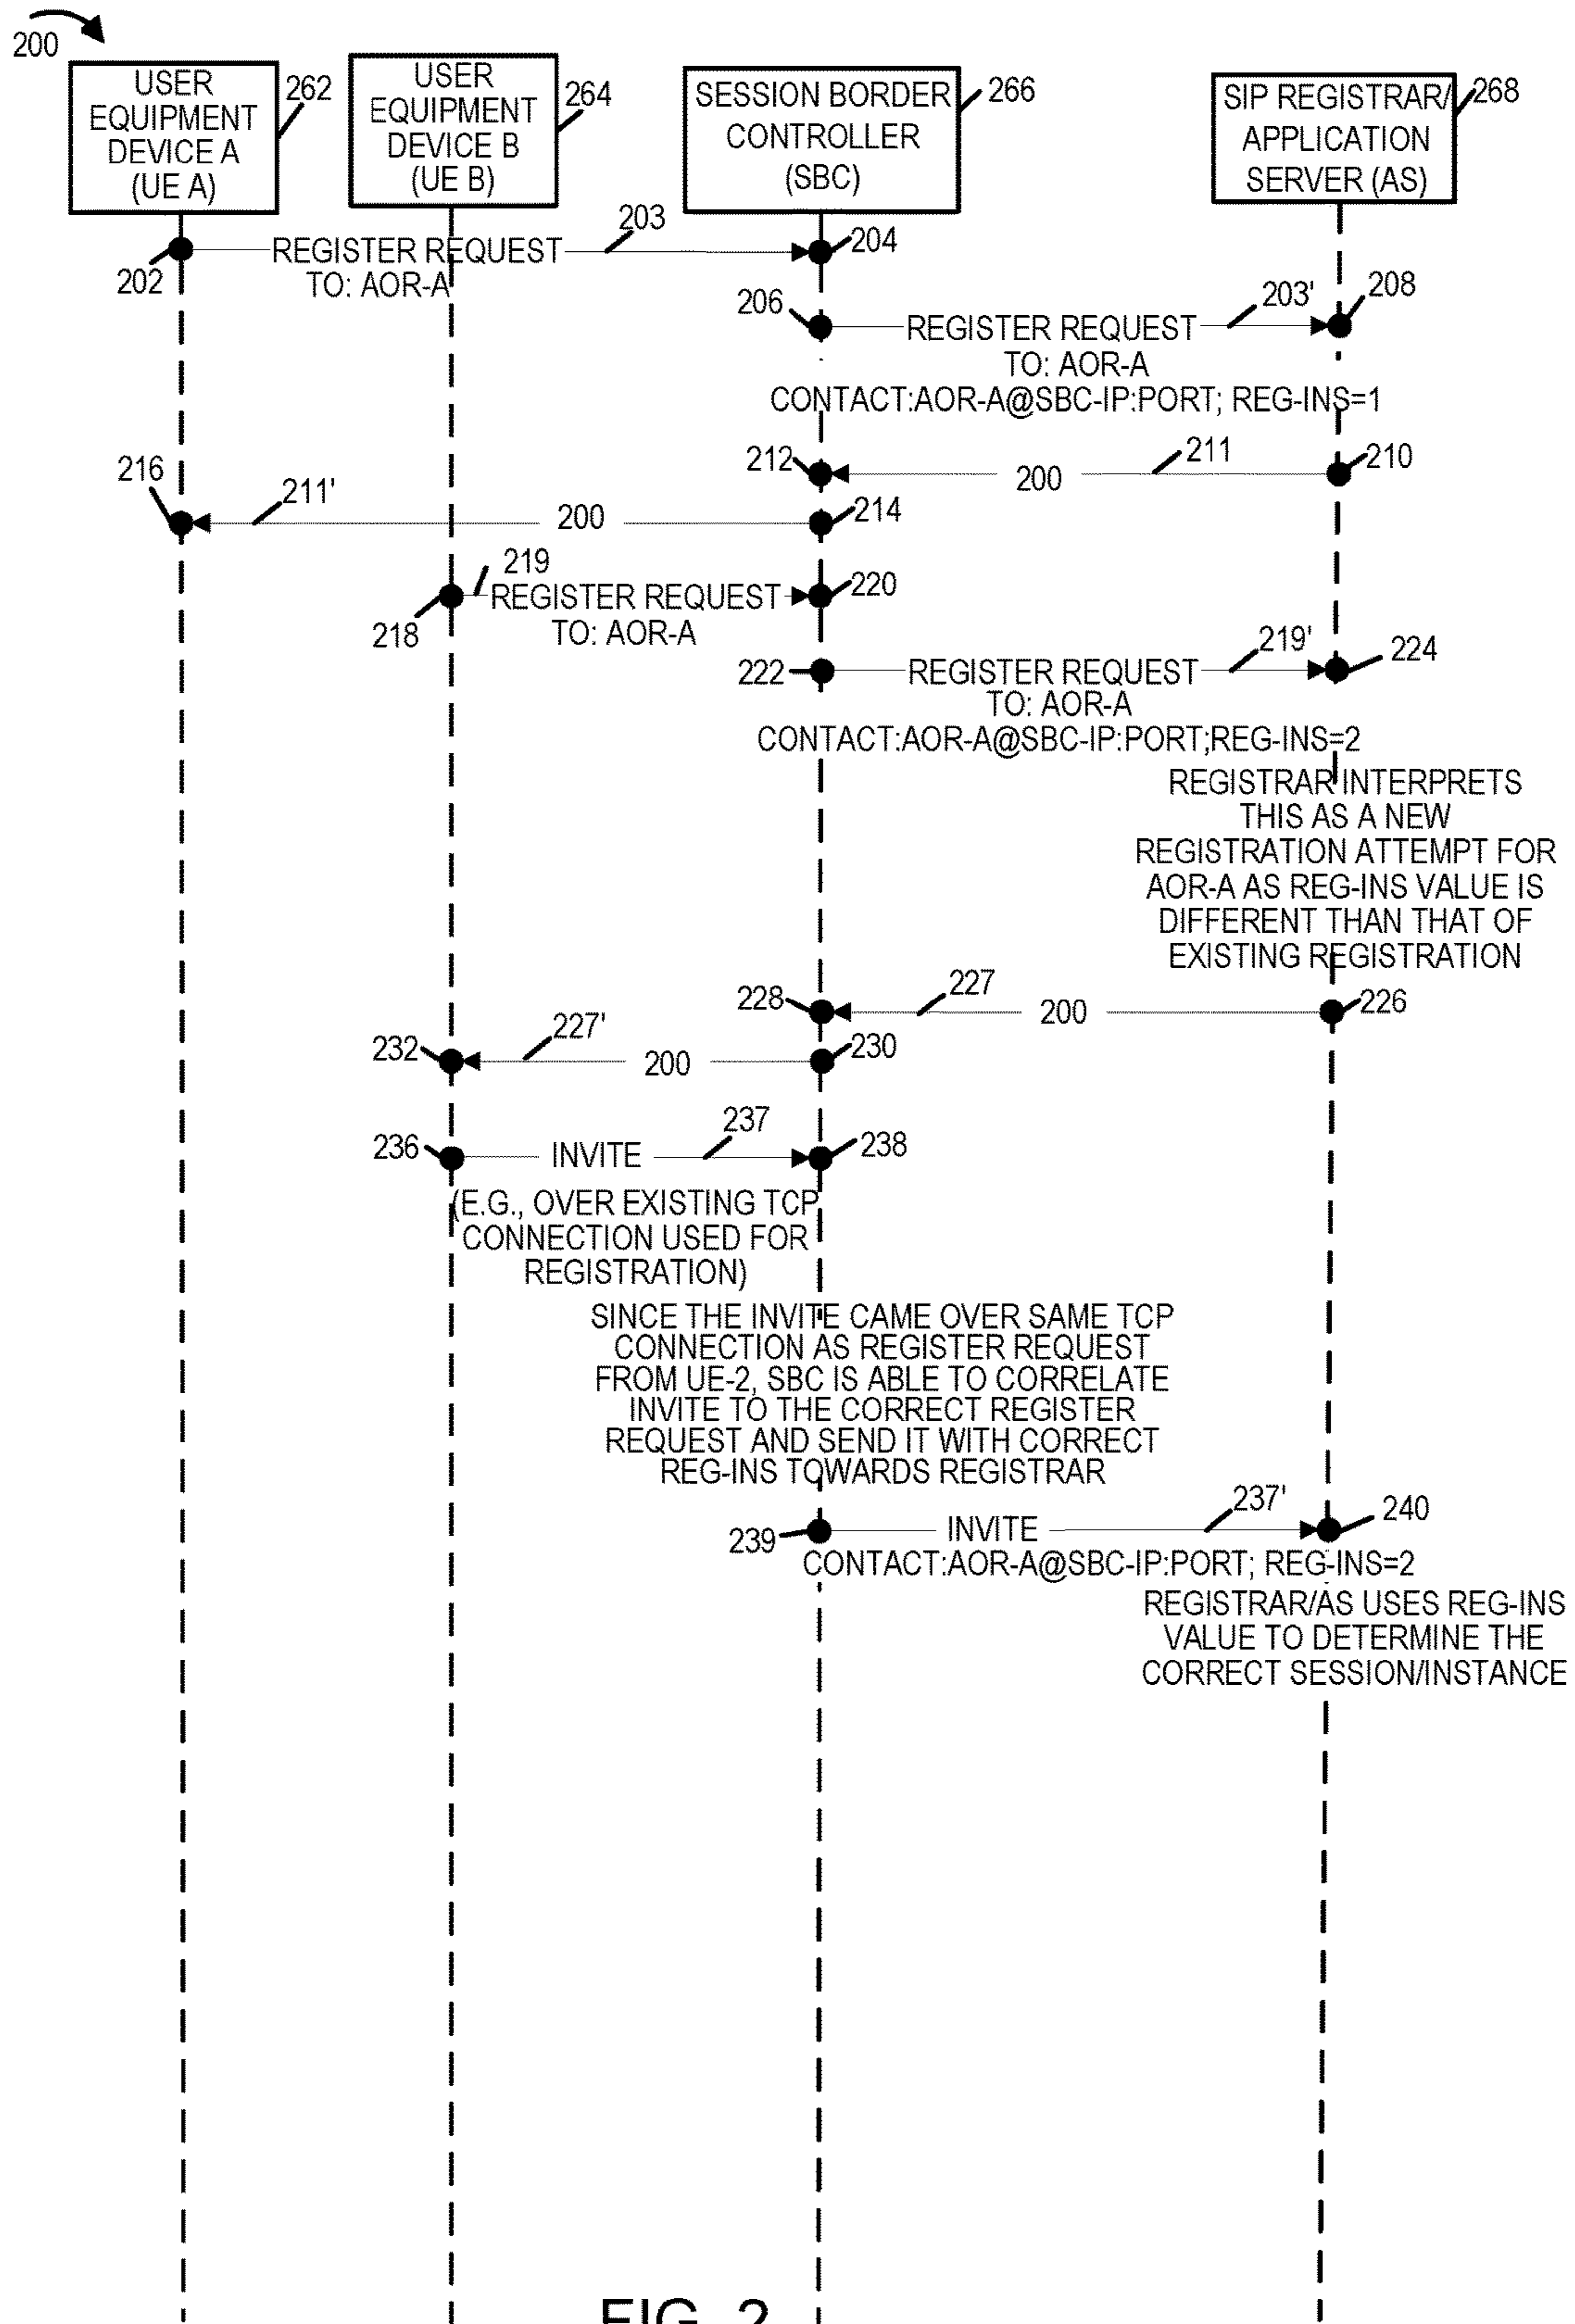 200
USER
EQUIPMENT
DEVICE A
(UE A)
262
USER
EQUIPMENT
DEVICE B
(UE B)
264
SESSION BORDER
CONTROLLER
(SBC)
266
SIP REGISTRAR/
APPLICATION
SERVER (AS)
268
202
REGISTER REQUEST
TO: AOR-A
203
204
206
REGISTER REQUEST
TO: AOR-A
CONTACT:AOR-A@SBC-IP:PORT; REG-INS=1
203'
208
212
200
211
210
216
211'
200
214
218
219
REGISTER REQUEST
TO: AOR-A
220
222
REGISTER REQUEST
TO: AOR-A
CONTACT:AOR-A@SBC-IP:PORT;REG-INS=2
219'
224
REGISTRAR INTERPRETS
THIS AS A NEW
REGISTRATION ATTEMPT FOR
AOR-A AS REG-INS VALUE IS
DIFFERENT THAN THAT OF
EXISTING REGISTRATION
228
227
200
226
232
227'
200
230
236
INVITE
237
238
(E.G., OVER EXISTING TCP
CONNECTION USED FOR
REGISTRATION)
SINCE THE INVITE CAME OVER SAME TCP
CONNECTION AS REGISTER REQUEST
FROM UE-2, SBC IS ABLE TO CORRELATE
INVITE TO THE CORRECT REGISTER
REQUEST AND SEND IT WITH CORRECT
REG-INS TOWARDS REGISTRAR
239
INVITE
237'
240
CONTACT:AOR-A@SBC-IP:PORT; REG-INS=2
REGISTRAR/AS USES REG-INS
VALUE TO DETERMINE THE
CORRECT SESSION/INSTANCE
FIG. 2